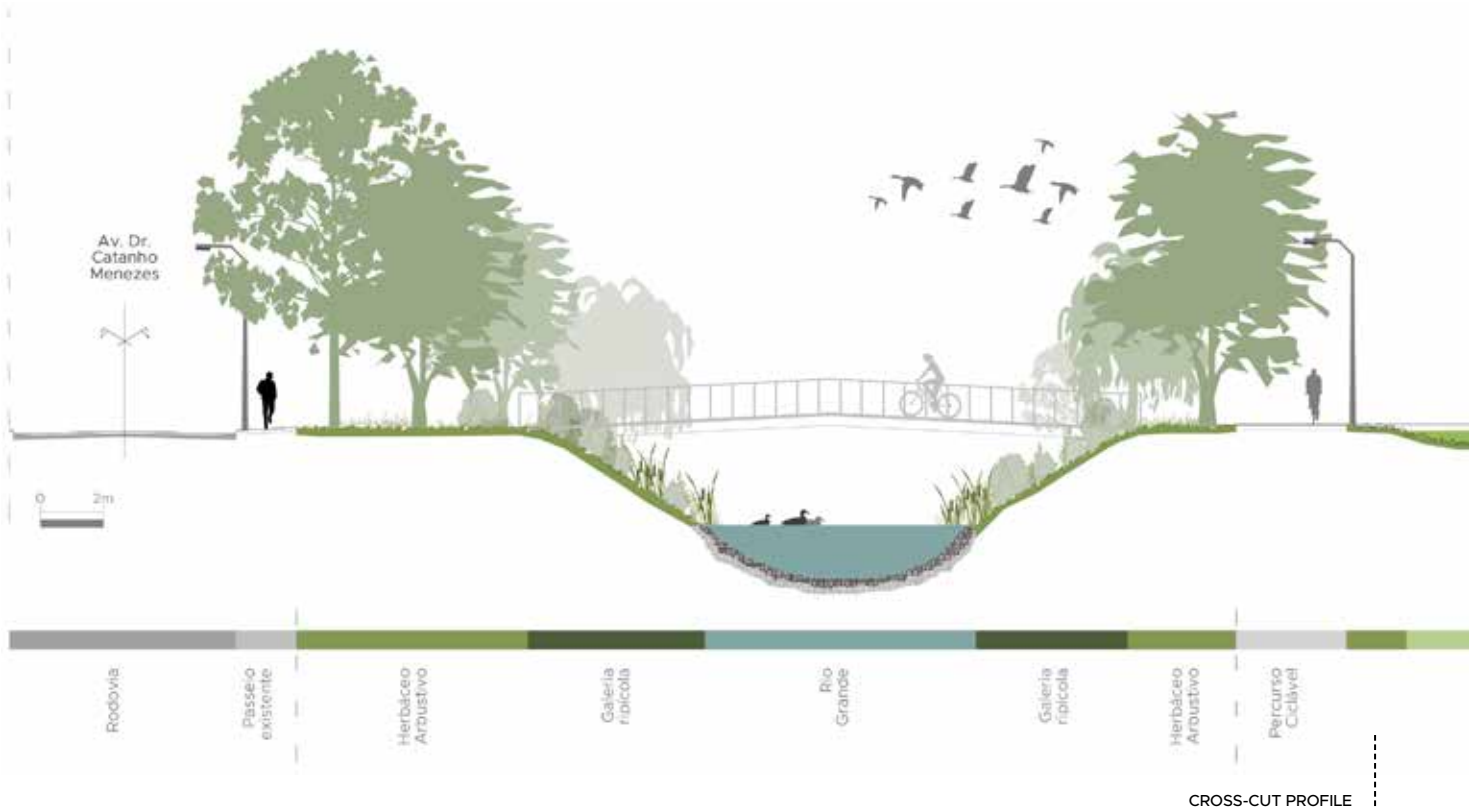 Av. Dr.
Catanho
Menezes
0 2m
Rodovia
Passeio
existente
Herbáceo
Arbustivo
Galeria
ripícola
Rio
Grande
Galeria
ripícola
Herbáceo
Arbustivo
Percurso
Ciclável
CROSS-CUT PROFILE